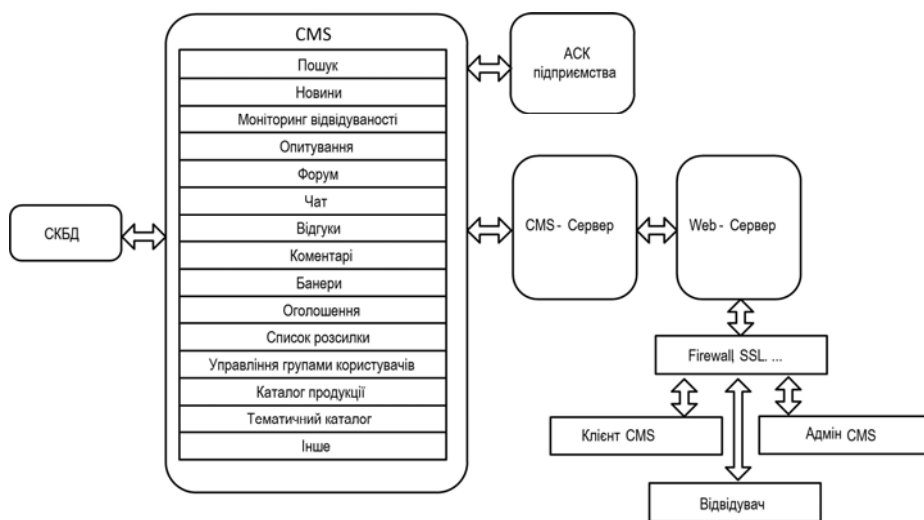 CMS
Пошук
Новини
Моніторинг відвідуваності
Опитування
Форум
Чат
Відгуки
Коментарі
Банери
Оголошення
Список розсилки
Управління групами користувачів
Каталог продукції
Тематичний каталог
Інше
СКБД
АСК
підприємства
CMS - Сервер
Web - Сервер
Firewall, SSL. ...
Клієнт CMS
Адмін CMS
Відвідувач